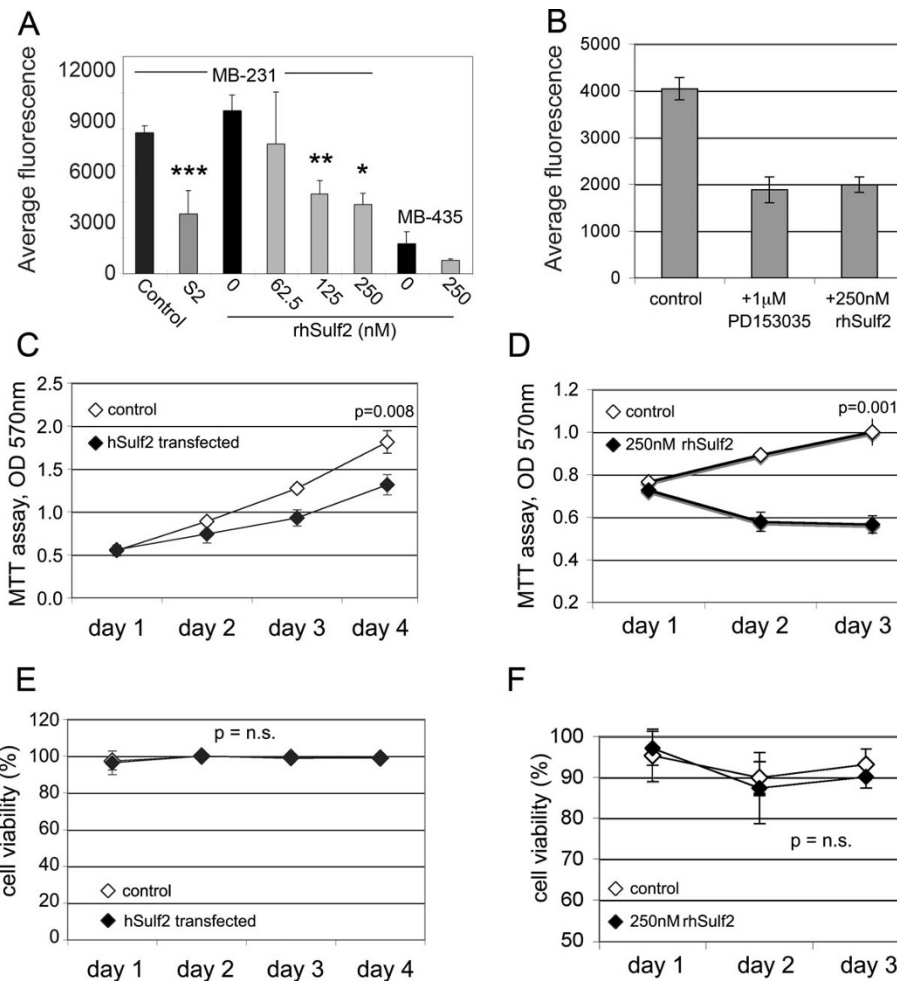 A
Average fluorescence
12000
9000
6000
3000
0
MB-231
***
**
*
MB-435
Control
S2
0
62.5
125
250
0
250
rhSulf2 (nM)
B
Average fluorescence
5000
4000
3000
2000
1000
0
control
+1µM
PD153035
+250nM
rhSulf2
C
MTT assay, OD 570nm
2.5
2.0
1.5
1.0
0.5
0.0
control
hSulf2 transfected
p=0.008
day 1
day 2
day 3
day 4
D
MTT assay, OD 570nm
1.2
1.0
0.8
0.6
0.4
0.2
control
250nM rhSulf2
p=0.001
day 1
day 2
day 3
E
cell viability (%)
120
100
80
60
40
20
0
p = n.s.
control
hSulf2 transfected
day 1
day 2
day 3
day 4
F
cell viability (%)
100
90
80
70
60
50
p = n.s.
control
250nM rhSulf2
day 1
day 2
day 3